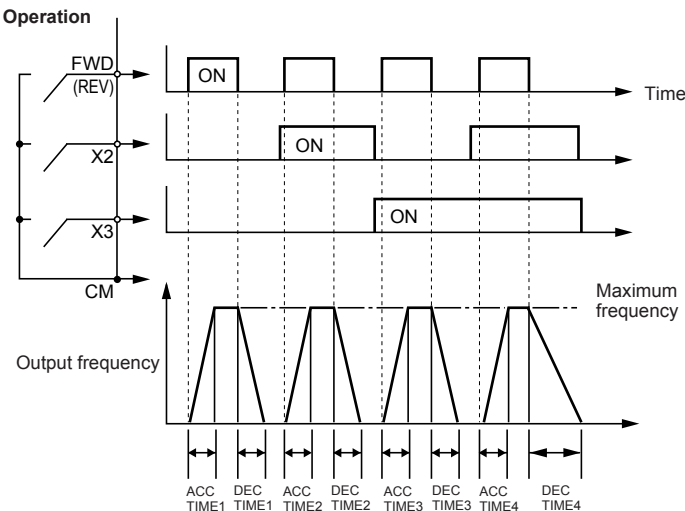 Operation
FWD
(REV)
ON
Time
X2
ON
X3
ON
CM
Maximum
frequency
Output frequency
ACC
TIME1
DEC
TIME1
ACC
TIME2
DEC
TIME2
ACC
TIME3
DEC
TIME3
ACC
TIME4
DEC
TIME4